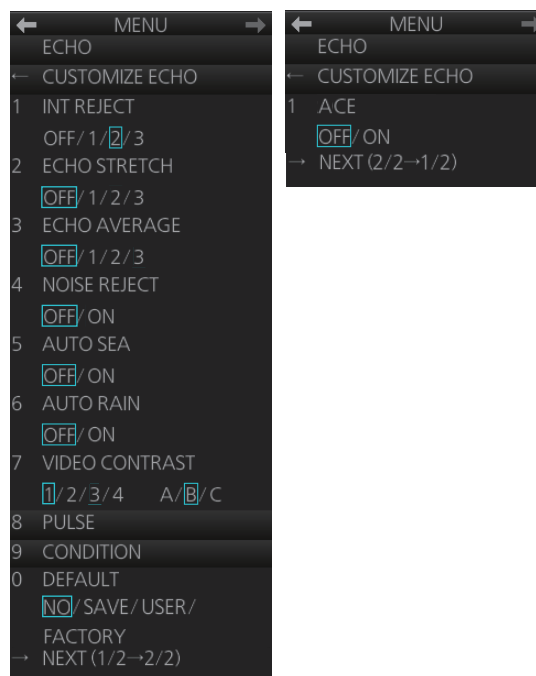 ← MENU →
ECHO
← CUSTOMIZE ECHO
1 INT REJECT
OFF/1/2/3
2 ECHO STRETCH
OFF/1/2/3
3 ECHO AVERAGE
OFF/1/2/3
4 NOISE REJECT
OFF/ON
5 AUTO SEA
OFF/ON
6 AUTO RAIN
OFF/ON
7 VIDEO CONTRAST
1/2/3/4 A/B/C
8 PULSE
9 CONDITION
0 DEFAULT
NO/SAVE/USER/
FACTORY
→ NEXT (1/2→2/2)
← MENU →
ECHO
← CUSTOMIZE ECHO
1 ACE
OFF/ON
→ NEXT (2/2→1/2)